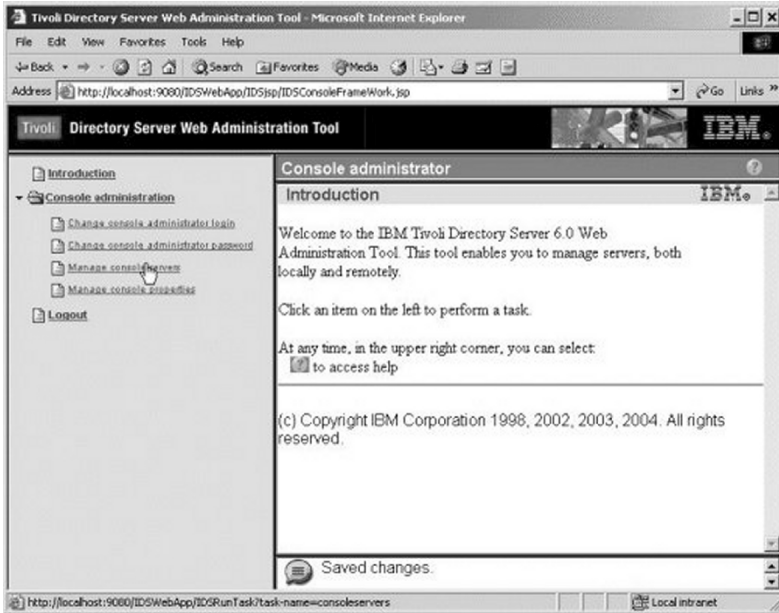 Tivoli Directory Server Web Administration Tool - Microsoft Internet Explorer
File Edit View Favorites Tools Help
Back Search Favorites Media
Address http://localhost:9080/IDSWebApp/IDSjsp/IDSConsoleFrameWork.jsp Go Links »
Tivoli Directory Server Web Administration Tool IBM®
Introduction
Console administration
Change console administrator login
Change console administrator password
Manage console servers
Manage console properties
Logout
Console administrator ?
Introduction IBM®
Welcome to the IBM Tivoli Directory Server 6.0 Web
Administration Tool. This tool enables you to manage servers, both
locally and remotely.
Click an item on the left to perform a task.
At any time, in the upper right corner, you can select:
? to access help
(c) Copyright IBM Corporation 1998, 2002, 2003, 2004. All rights
reserved.
Saved changes.
http://localhost:9080/IDSWebApp/IDSRunTask?task-name=consoleservers Local intranet